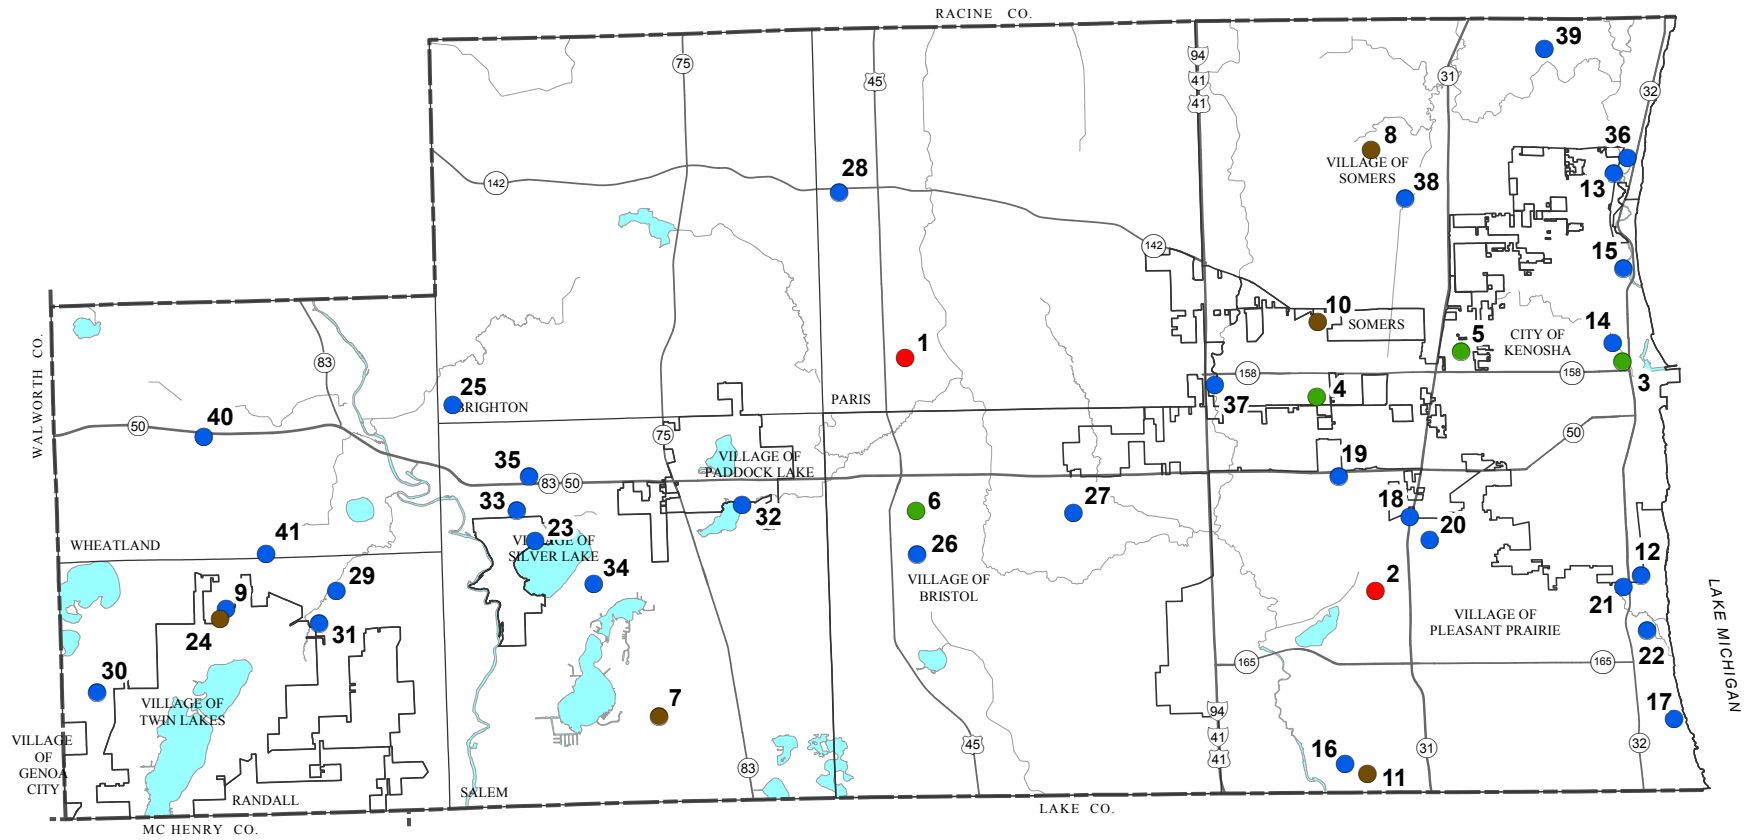 RACINE CO.
39
94
75
31
45
41
32
41
36
8
VILLAGE OF
SOMERS
28
142
13
38
142
15
WALWORTH CO.
10
SOMERS
14
5
CITY OF
KENOSHA
1
83
158
158
3
25
BRIGHTON
4
PARIS
37
40
50
75
50
VILLAGE OF
PADDOCK LAKE
35
19
83
50
33
32
6
27
18
23
VILLAGE OF
SILVER LAKE
20
WHEATLAND
41
26
12
34
VILLAGE OF
BRISTOL
29
2
9
21
VILLAGE OF
PLEASANT PRAIRIE
LAKE MICHIGAN
24
31
22
165
165
30
7
17
VILLAGE OF
TWIN LAKES
94
VILLAGE
OF
GENOA
CITY
41
45
31
32
41
16
83
11
SALEM
RANDALL
LAKE CO.
MC HENRY CO.